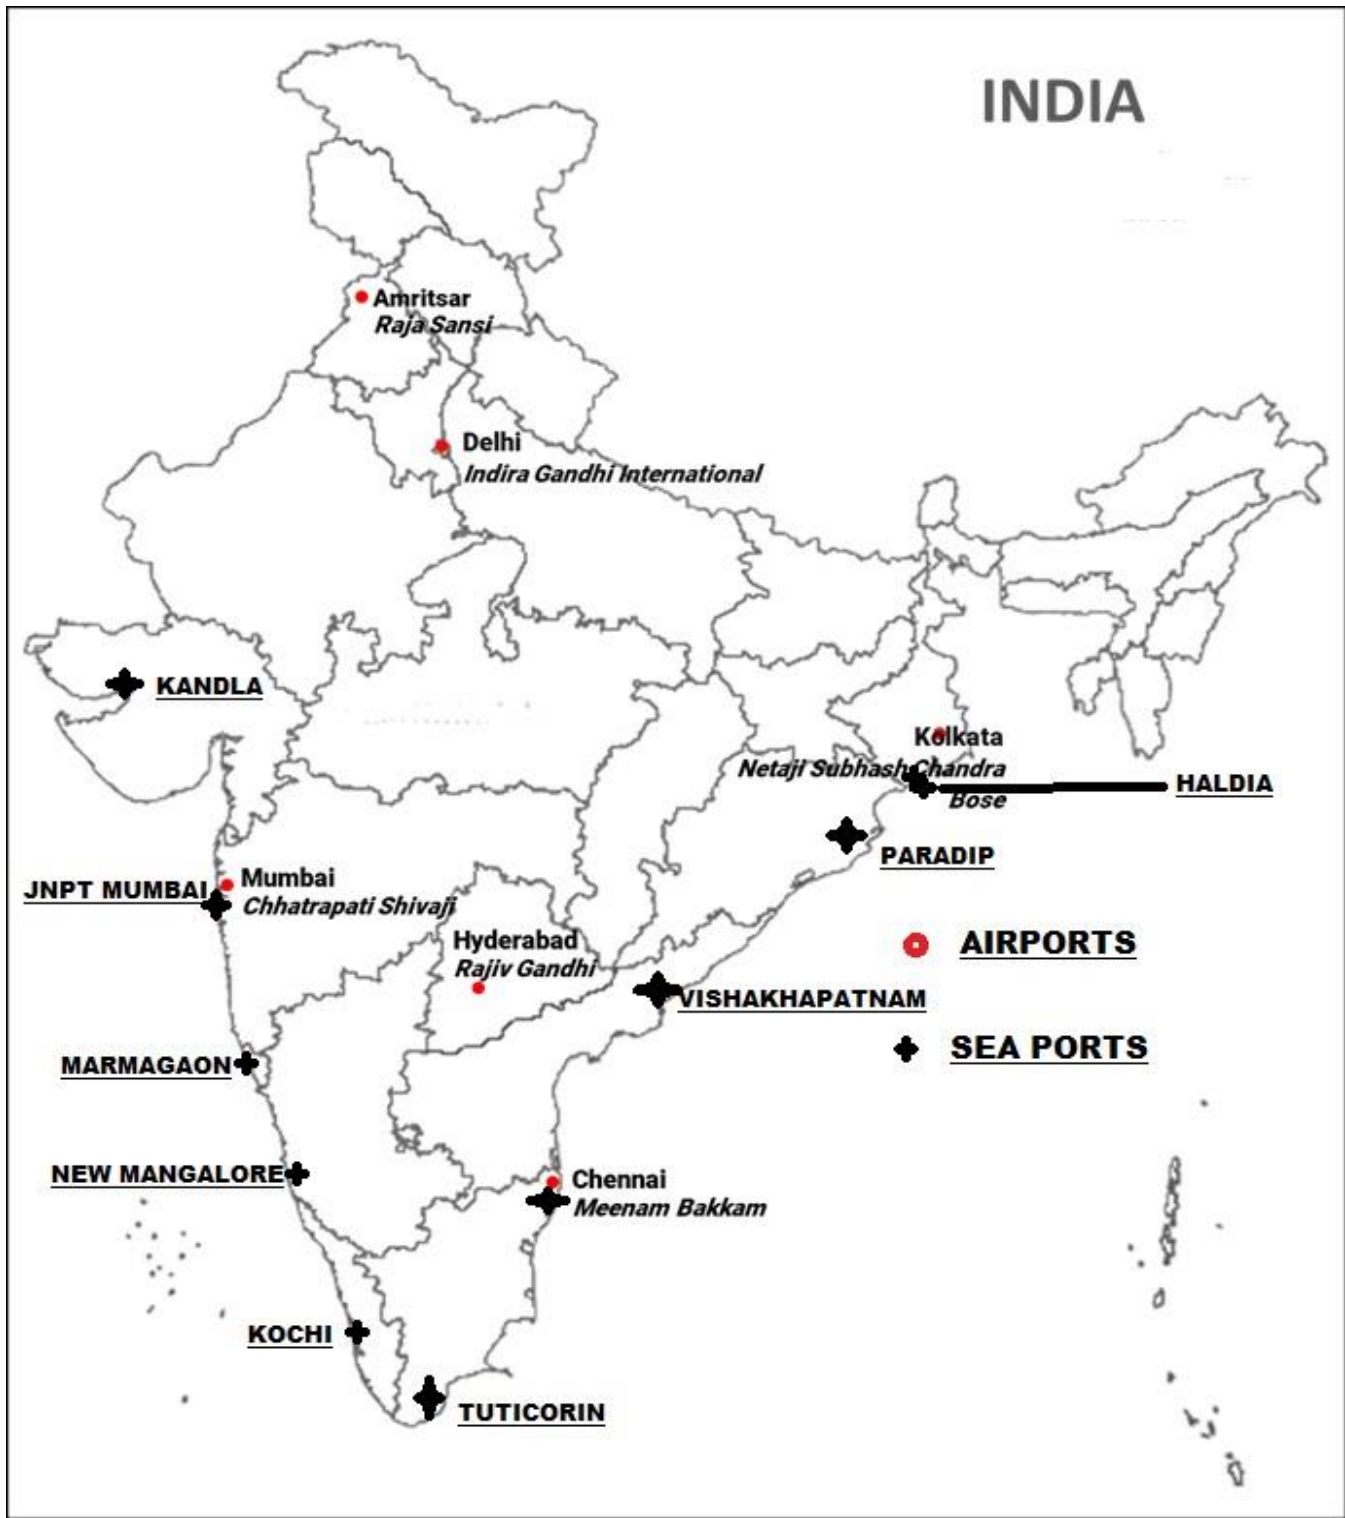 INDIA
Amritsar
Raja Sansi
Delhi
Indira Gandhi International
KANDLA
Kolkata
Netaji Subhash Chandra
Bose
HALDIA
PARADIP
JNPT MUMBAI
Mumbai
Chhatrapati Shivaji
Hyderabad
Rajiv Gandhi
AIRPORTS
VISHAKHAPATNAM
SEA PORTS
MARMAGAON
NEW MANGALORE
Chennai
Meenam Bakkam
KOCHI
TUTICORIN